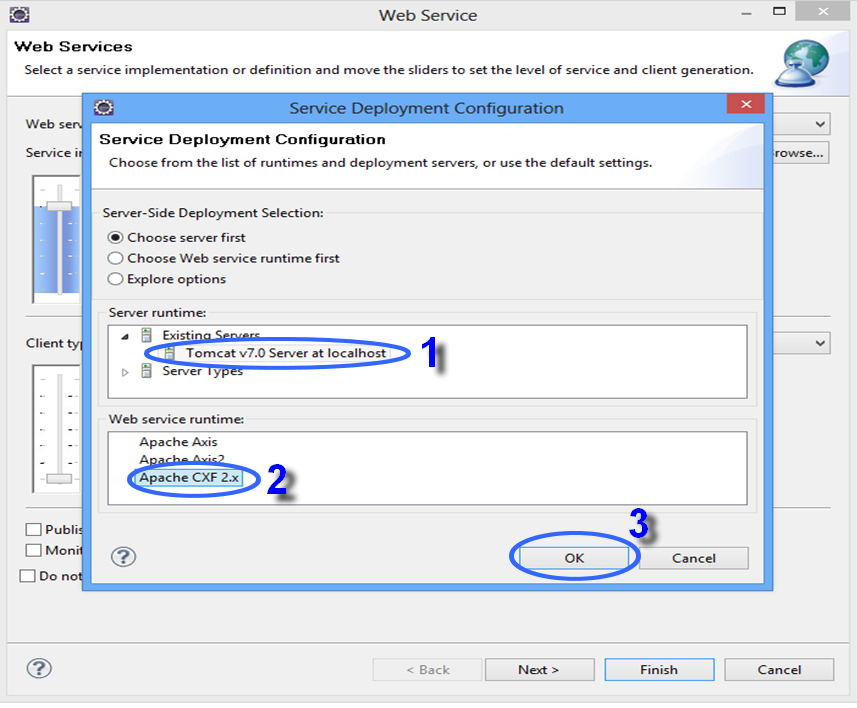 Web Service
Web Services
Select a service implementation or definition and move the sliders to set the level of service and client generation.
Web serv
Service i
rowse...
Service Deployment Configuration
Service Deployment Configuration
Choose from the list of runtimes and deployment servers, or use the default settings.
Server-Side Deployment Selection:
Choose server first
Choose Web service runtime first
Explore options
Server runtime:
Existing Servers
Tomcat v7.0 Server at localhost
1
Server Types
Client typ
Web service runtime:
Apache Axis
Apache Axis2
Apache CXF 2.x
2
3
Publis
Monit
Do not
?
OK
Cancel
?
< Back
Next >
Finish
Cancel